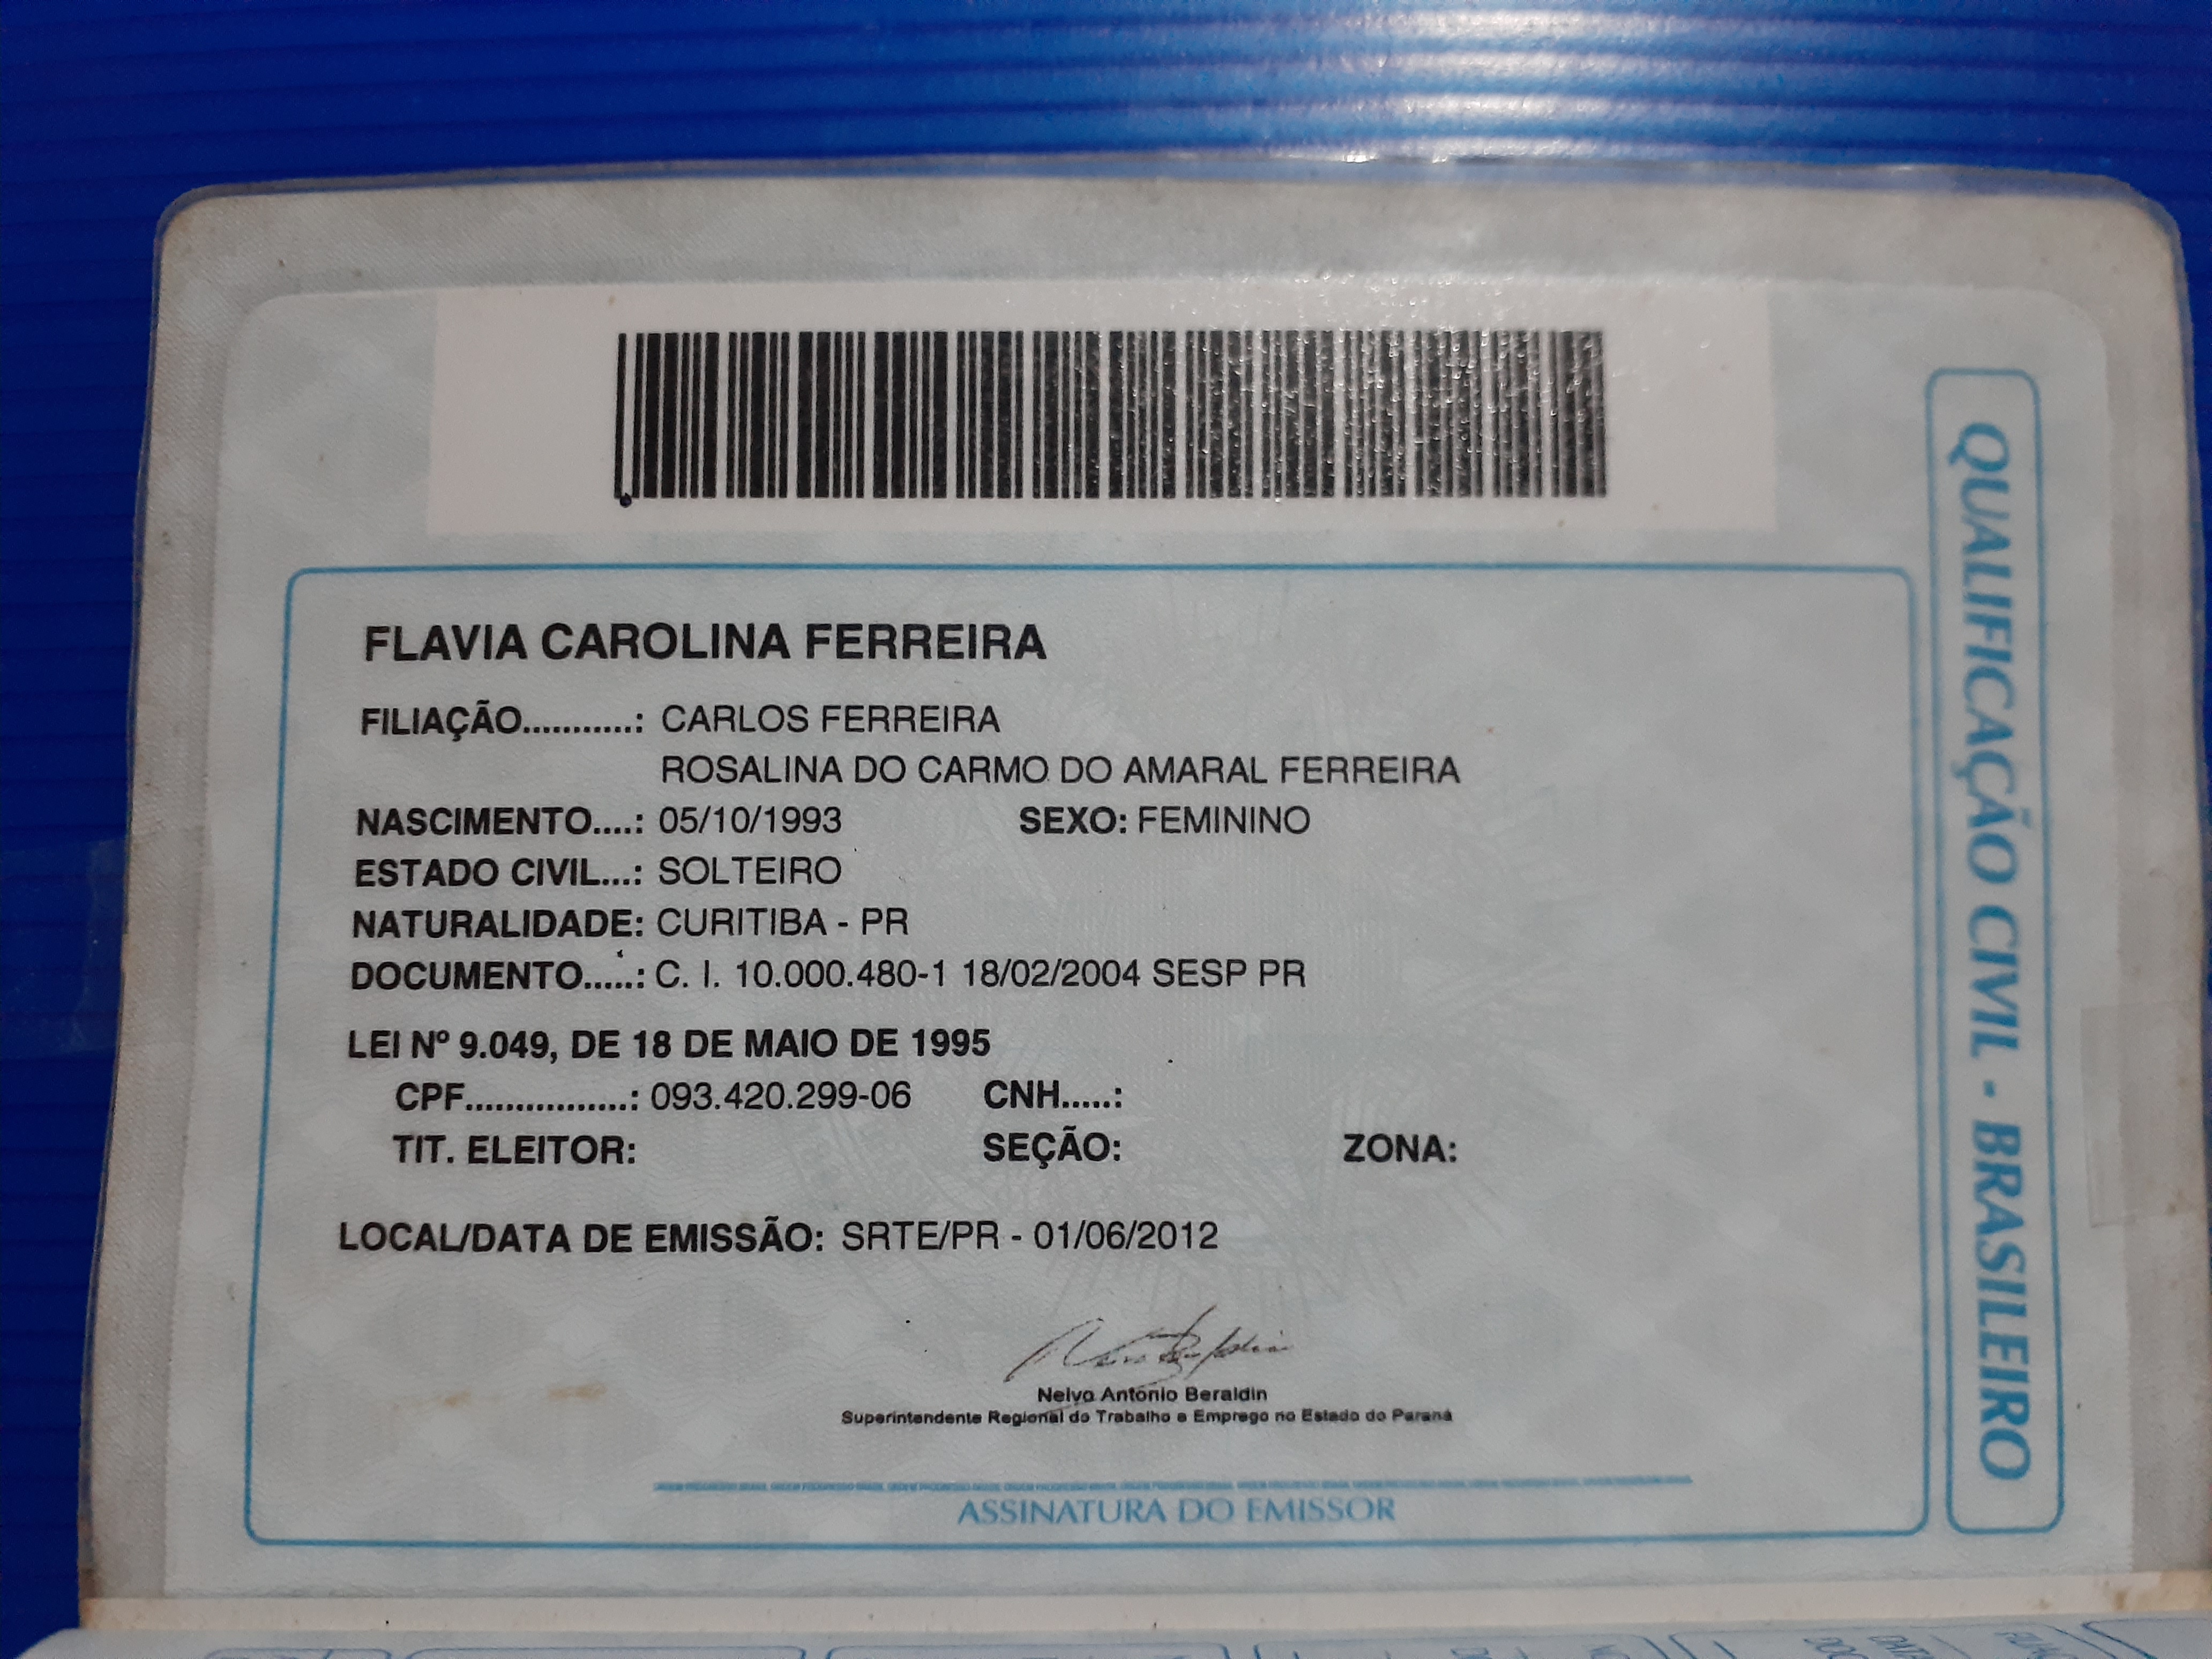 FLAVIA CAROLINA FERREIRA
FILIAÇÃO...........: CARLOS FERREIRA
ROSALINA DO CARMO DO AMARAL FERREIRA
NASCIMENTO....: 05/10/1993 SEXO: FEMININO
ESTADO CIVIL...: SOLTEIRO
NATURALIDADE: CURITIBA - PR
DOCUMENTO.....: C. I. 10.000.480-1 18/02/2004 SESP PR
LEI Nº 9.049, DE 18 DE MAIO DE 1995
CPF................: 093.420.299-06 CNH.....:
TIT. ELEITOR: SEÇÃO: ZONA:
LOCAL/DATA DE EMISSÃO: SRTE/PR - 01/06/2012
Nelvo Antonio Beraldin
Superintendente Regional do Trabalho e Emprego no Estado do Paraná
ASSINATURA DO EMISSOR
QUALIFICAÇÃO CIVIL - BRASILEIRO